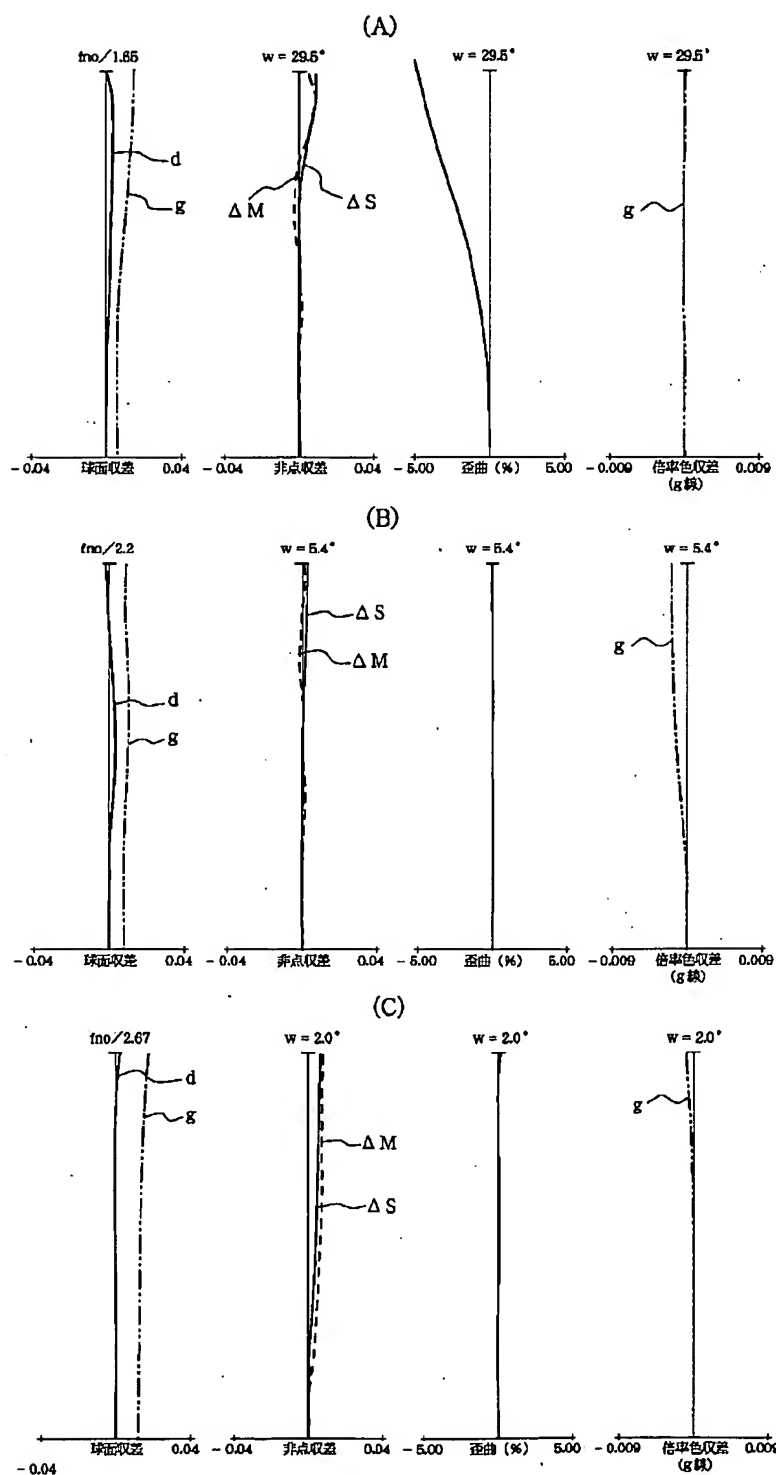 (A)
fno/1.65
w = 29.5°
w = 29.5°
w = 29.5°
d
g
ΔM
ΔS
g
-0.04
球面収差
0.04
-0.04
非点収差
0.04
-5.00
歪曲 (%)
5.00
-0.009
倍率色収差
(g線)
0.009
(B)
fno/2.2
w = 5.4°
w = 5.4°
w = 5.4°
ΔS
ΔM
g
d
g
-0.04
球面収差
0.04
-0.04
非点収差
0.04
-5.00
歪曲 (%)
5.00
-0.009
倍率色収差
(g線)
0.009
(C)
fno/2.67
w = 2.0°
w = 2.0°
w = 2.0°
d
g
g
ΔM
ΔS
-0.04
球面収差
0.04
-0.04
非点収差
0.04
-5.00
歪曲 (%)
5.00
-0.009
倍率色収差
(g線)
0.009